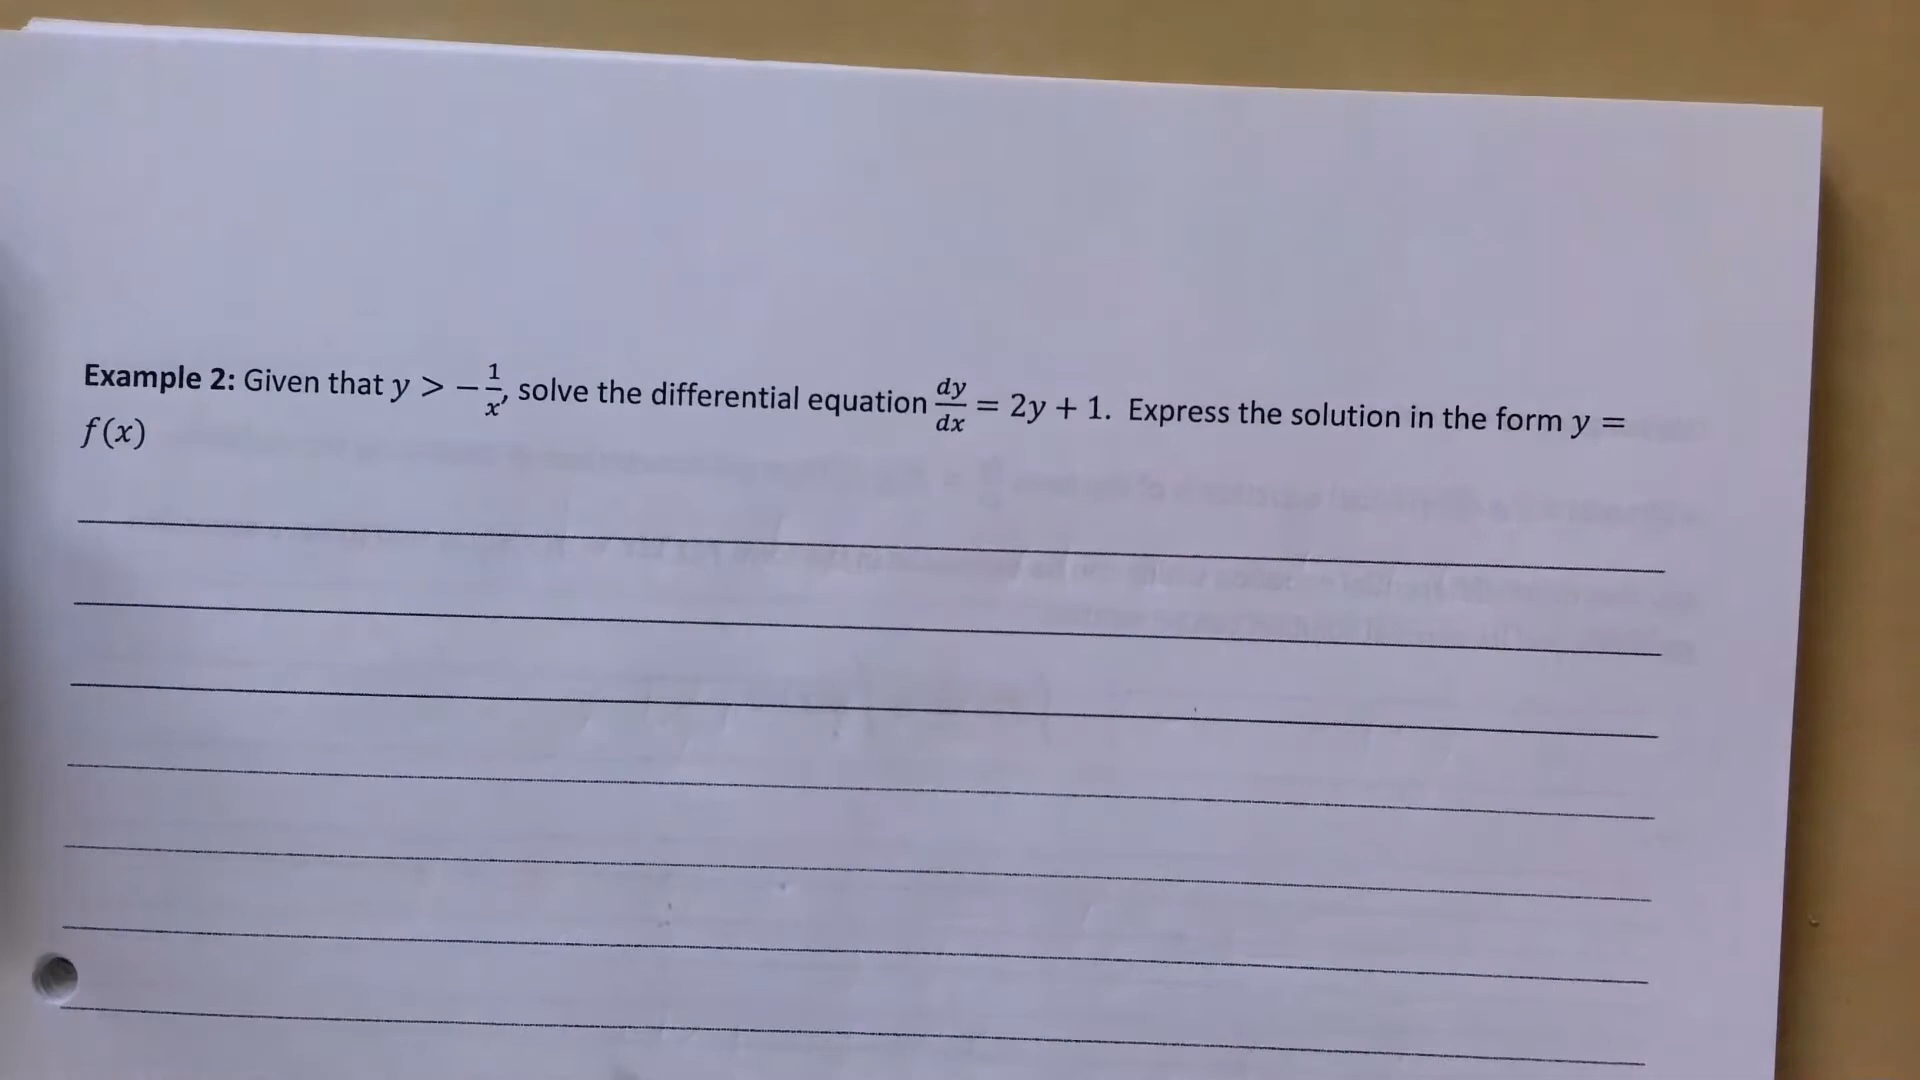 Example 2: Given that y > −1/x, solve the differential equation dy/dx = 2y + 1. Express the solution in the form y =
f(x)